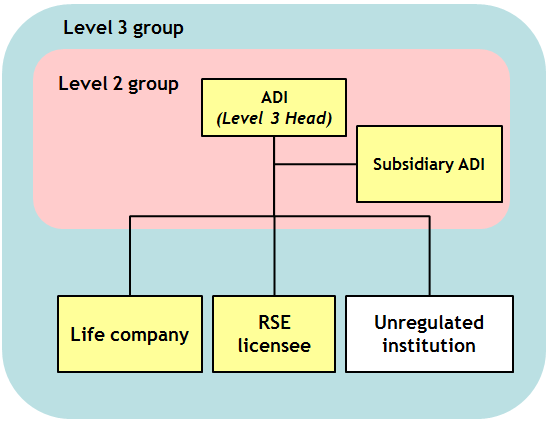 Level 3 group
Level 2 group
ADI
(Level 3 Head)
Subsidiary ADI
Life company
RSE
licensee
Unregulated
institution